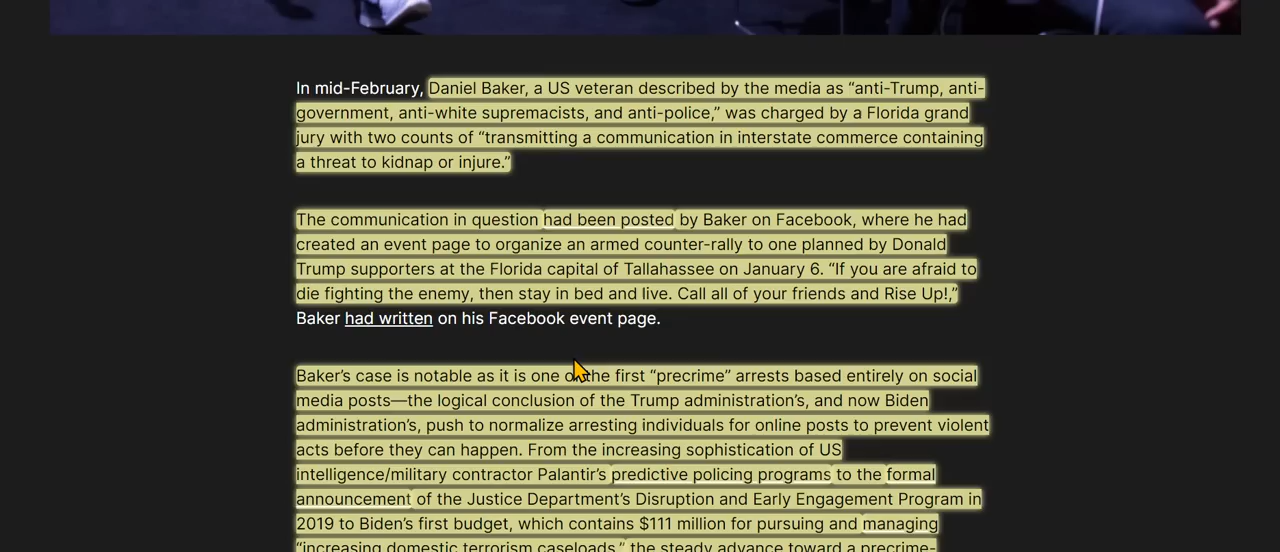 In mid-February, Daniel Baker, a US veteran described by the media as “anti-Trump, anti-
government, anti-white supremacists, and anti-police,” was charged by a Florida grand
jury with two counts of “transmitting a communication in interstate commerce containing
a threat to kidnap or injure.”
The communication in question had been posted by Baker on Facebook, where he had
created an event page to organize an armed counter-rally to one planned by Donald
Trump supporters at the Florida capital of Tallahassee on January 6. “If you are afraid to
die fighting the enemy, then stay in bed and live. Call all of your friends and Rise Up!,”
Baker had written on his Facebook event page.
Baker’s case is notable as it is one of the first “precrime” arrests based entirely on social
media posts—the logical conclusion of the Trump administration’s, and now Biden
administration’s, push to normalize arresting individuals for online posts to prevent violent
acts before they can happen. From the increasing sophistication of US
intelligence/military contractor Palantir’s predictive policing programs to the formal
announcement of the Justice Department’s Disruption and Early Engagement Program in
2019 to Biden’s first budget, which contains $111 million for pursuing and managing
“increasing domestic terrorism caseloads,” the steady advance toward a precrime-